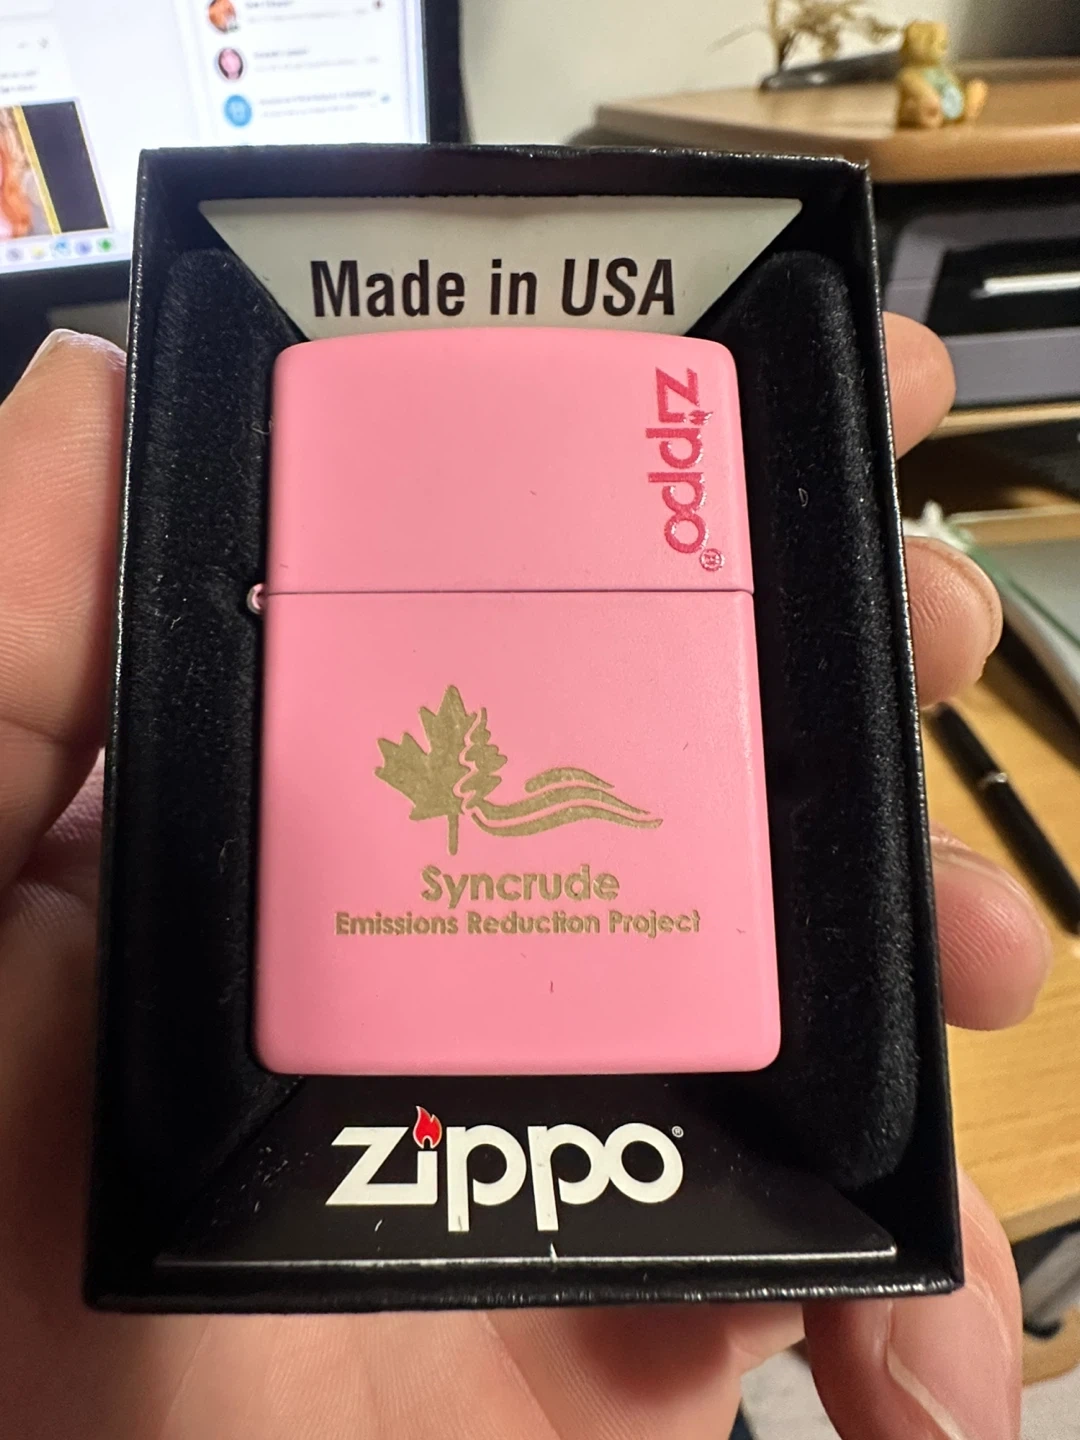 Made in USA
zippo®
Syncrude
Emissions Reduction Project
zippo®